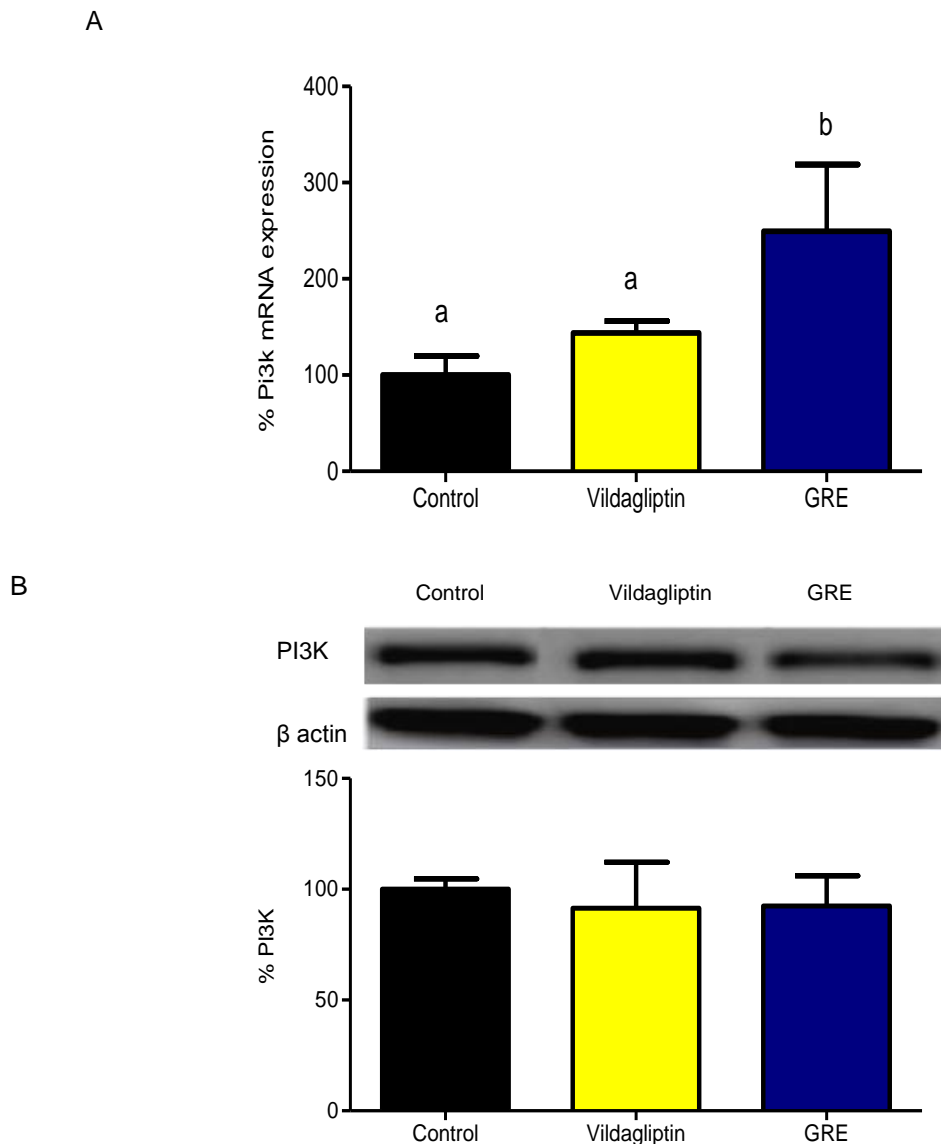 A
% Pi3k mRNA expression
400
300
200
100
0
a
a
b
Control Vildagliptin GRE
B
Control Vildagliptin GRE
PI3K
β actin
% PI3K
150
100
50
0
Control Vildagliptin GRE